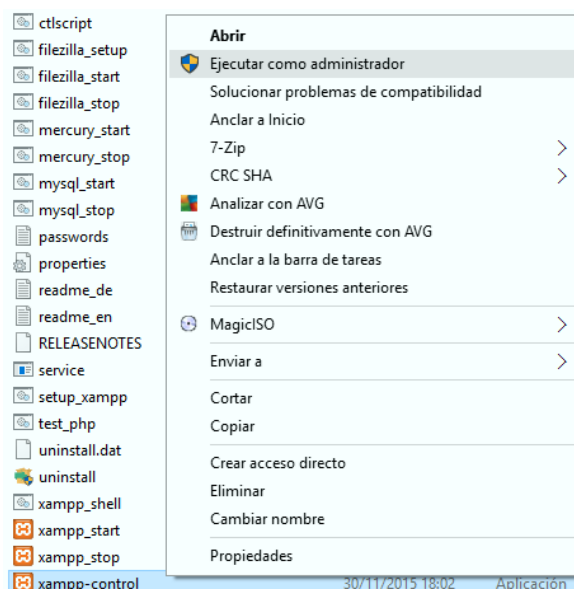 ctlscript
filezilla_setup
filezilla_start
filezilla_stop
mercury_start
mercury_stop
mysql_start
mysql_stop
passwords
properties
readme_de
readme_en
RELEASENOTES
service
setup_xampp
test_php
uninstall.dat
uninstall
xampp_shell
xampp_start
xampp_stop
xampp-control 30/11/2015 18:02 Aplicación
Abrir
Ejecutar como administrador
Solucionar problemas de compatibilidad
Anclar a Inicio
7-Zip
CRC SHA
Analizar con AVG
Destruir definitivamente con AVG
Anclar a la barra de tareas
Restaurar versiones anteriores
MagicISO
Enviar a
Cortar
Copiar
Crear acceso directo
Eliminar
Cambiar nombre
Propiedades